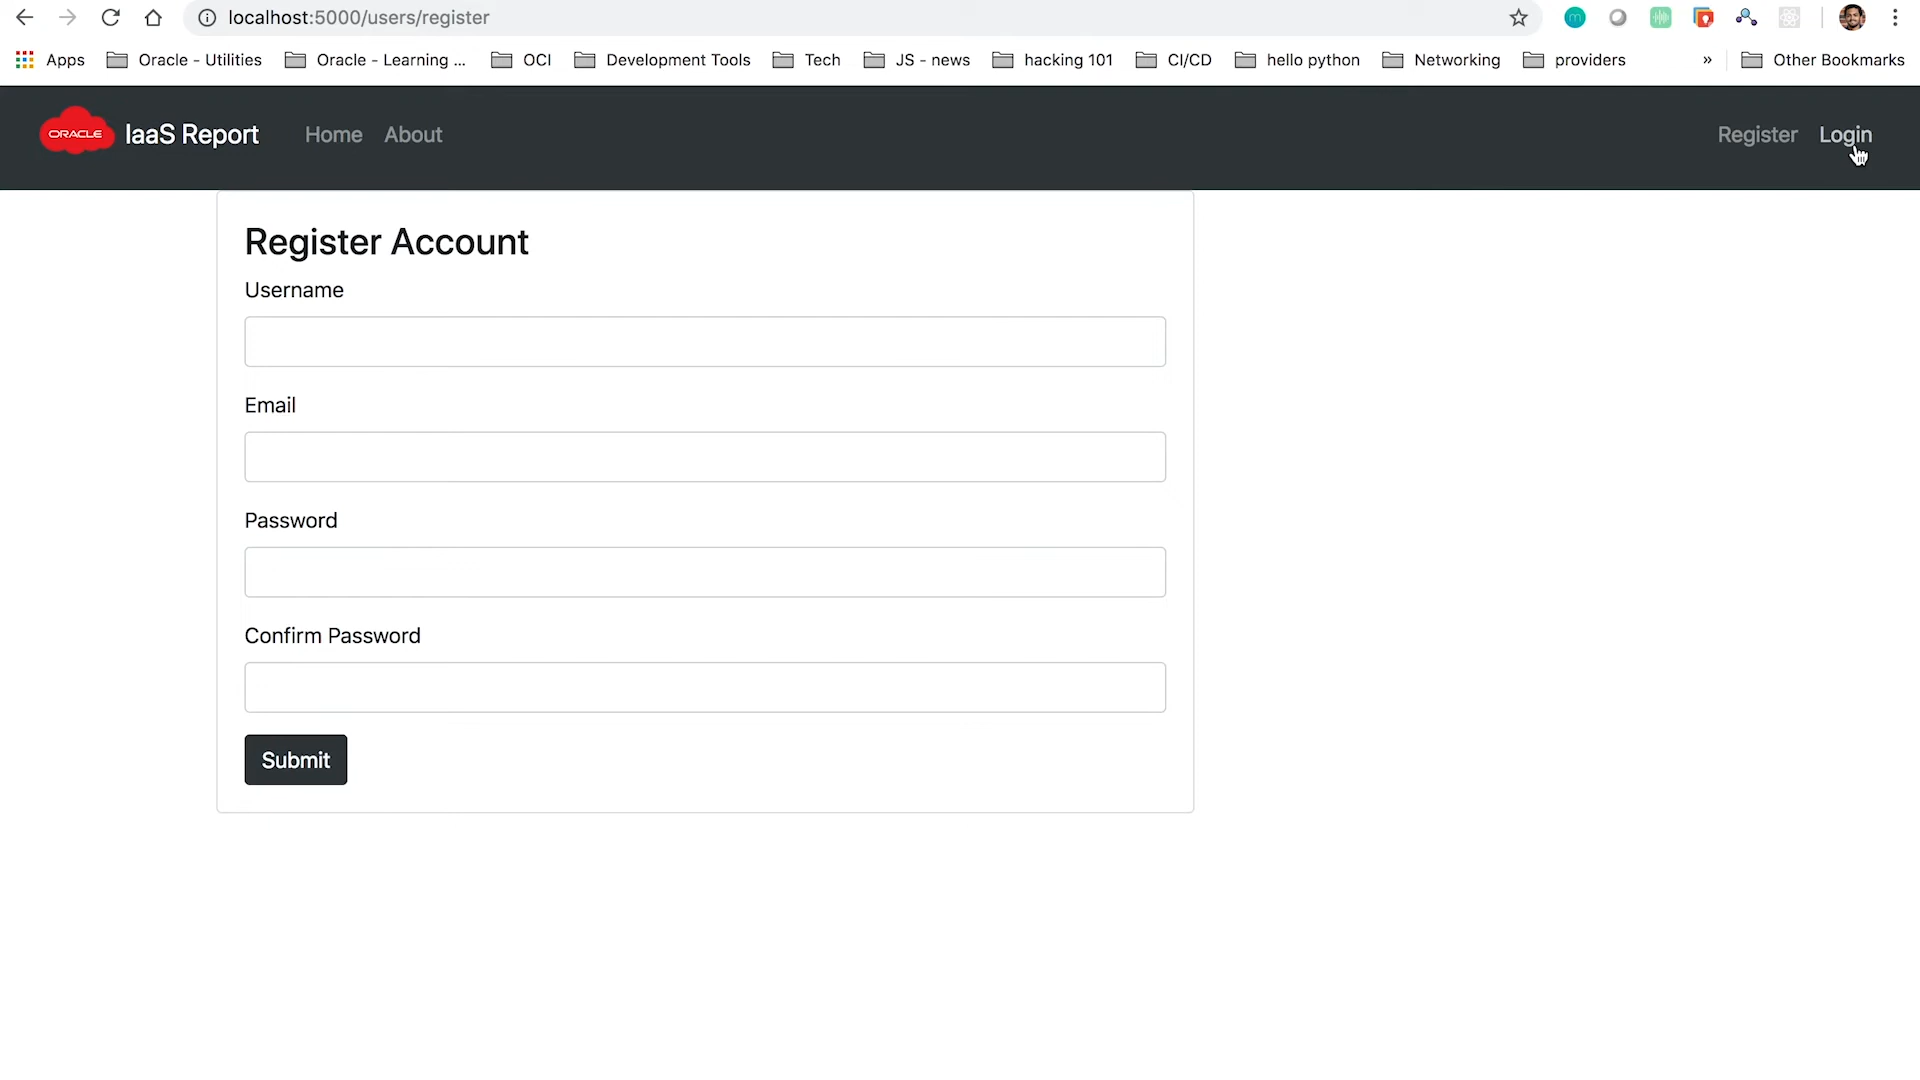 localhost:5000/users/register
m
Apps Oracle - Utilities Oracle - Learning ... OCI Development Tools Tech JS - news hacking 101 CI/CD hello python Networking providers » Other Bookmarks
ORACLE IaaS Report Home About Register Login
Register Account
Username
Email
Password
Confirm Password
Submit